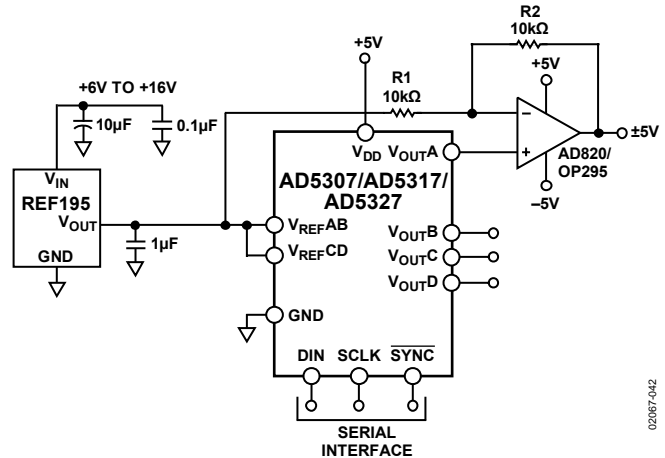 R2
10kΩ
+5V
R1
10kΩ
+5V
+6V TO +16V
10µF
0.1µF
–
+
±5V
AD820/
OP295
–5V
VDD
VOUTA
AD5307/AD5317/
AD5327
VIN
REF195
VOUT
GND
1µF
VREFAB
VREFCD
GND
VOUTB
VOUTC
VOUTD
DIN
SCLK
SYNC
SERIAL
INTERFACE
02067-042